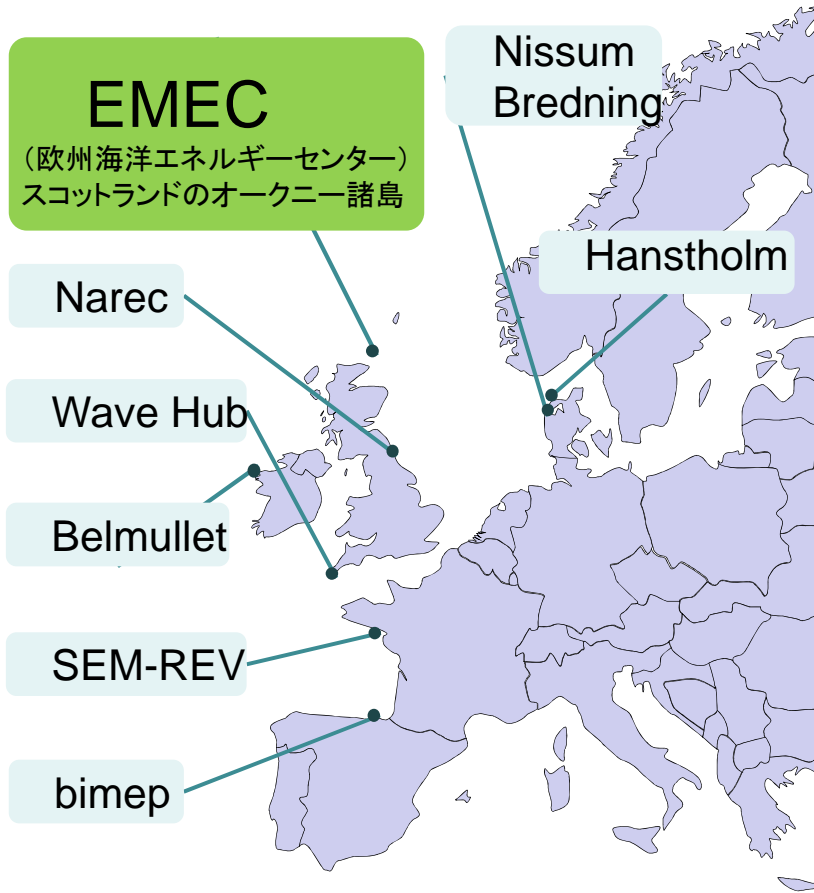 EMEC
（欧州海洋エネルギーセンター）
スコットランドのオークニー諸島
Nissum
Bredning
Hanstholm
Narec
Wave Hub
Belmullet
SEM-REV
bimep